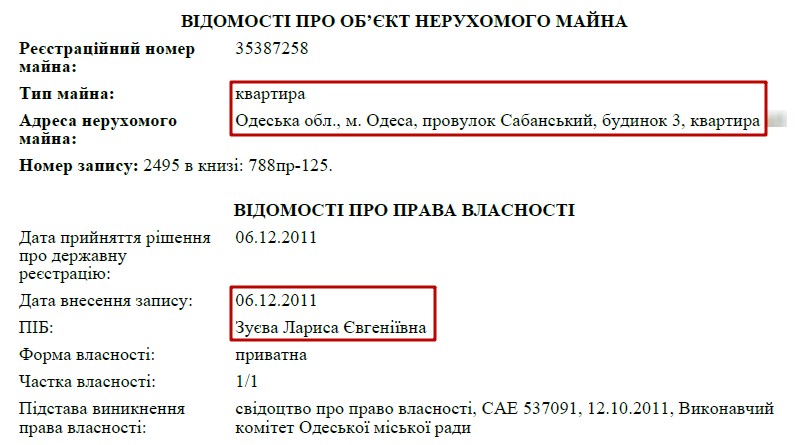 ВІДОМОСТІ ПРО ОБ’ЄКТ НЕРУХОМОГО МАЙНА
Реєстраційний номер майна: 35387258
Тип майна: квартира
Адреса нерухомого майна: Одеська обл., м. Одеса, провулок Сабанський, будинок 3, квартира
Номер запису: 2495 в книзі: 788пр-125.
ВІДОМОСТІ ПРО ПРАВА ВЛАСНОСТІ
Дата прийняття рішення про державну реєстрацію: 06.12.2011
Дата внесення запису: 06.12.2011
ПІБ: Зуєва Лариса Євгеніївна
Форма власності: приватна
Частка власності: 1/1
Підстава виникнення права власності: свідоцтво про право власності, САЕ 537091, 12.10.2011, Виконавчий комітет Одеської міської ради